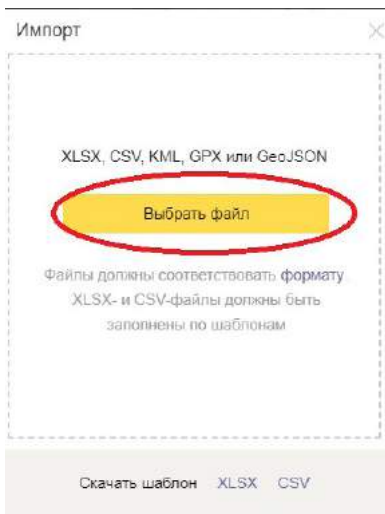 Импорт
XLSX, CSV, KML, GPX или GeoJSON
Выбрать файл
Файлы должны соответствовать формату
XLSX- и CSV-файлы должны быть
заполнены по шаблонам
Скачать шаблон XLSX CSV